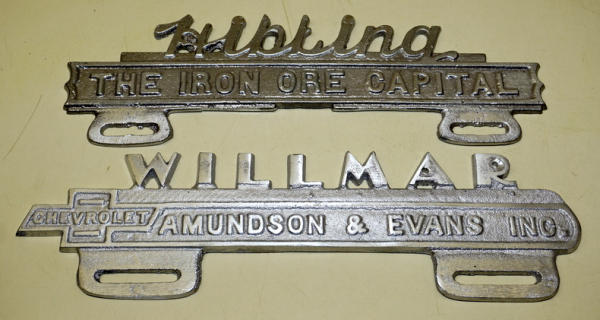 Hibbing
THE IRON ORE CAPITAL
WILLMAR
CHEVROLET AMUNDSON & EVANS INC.